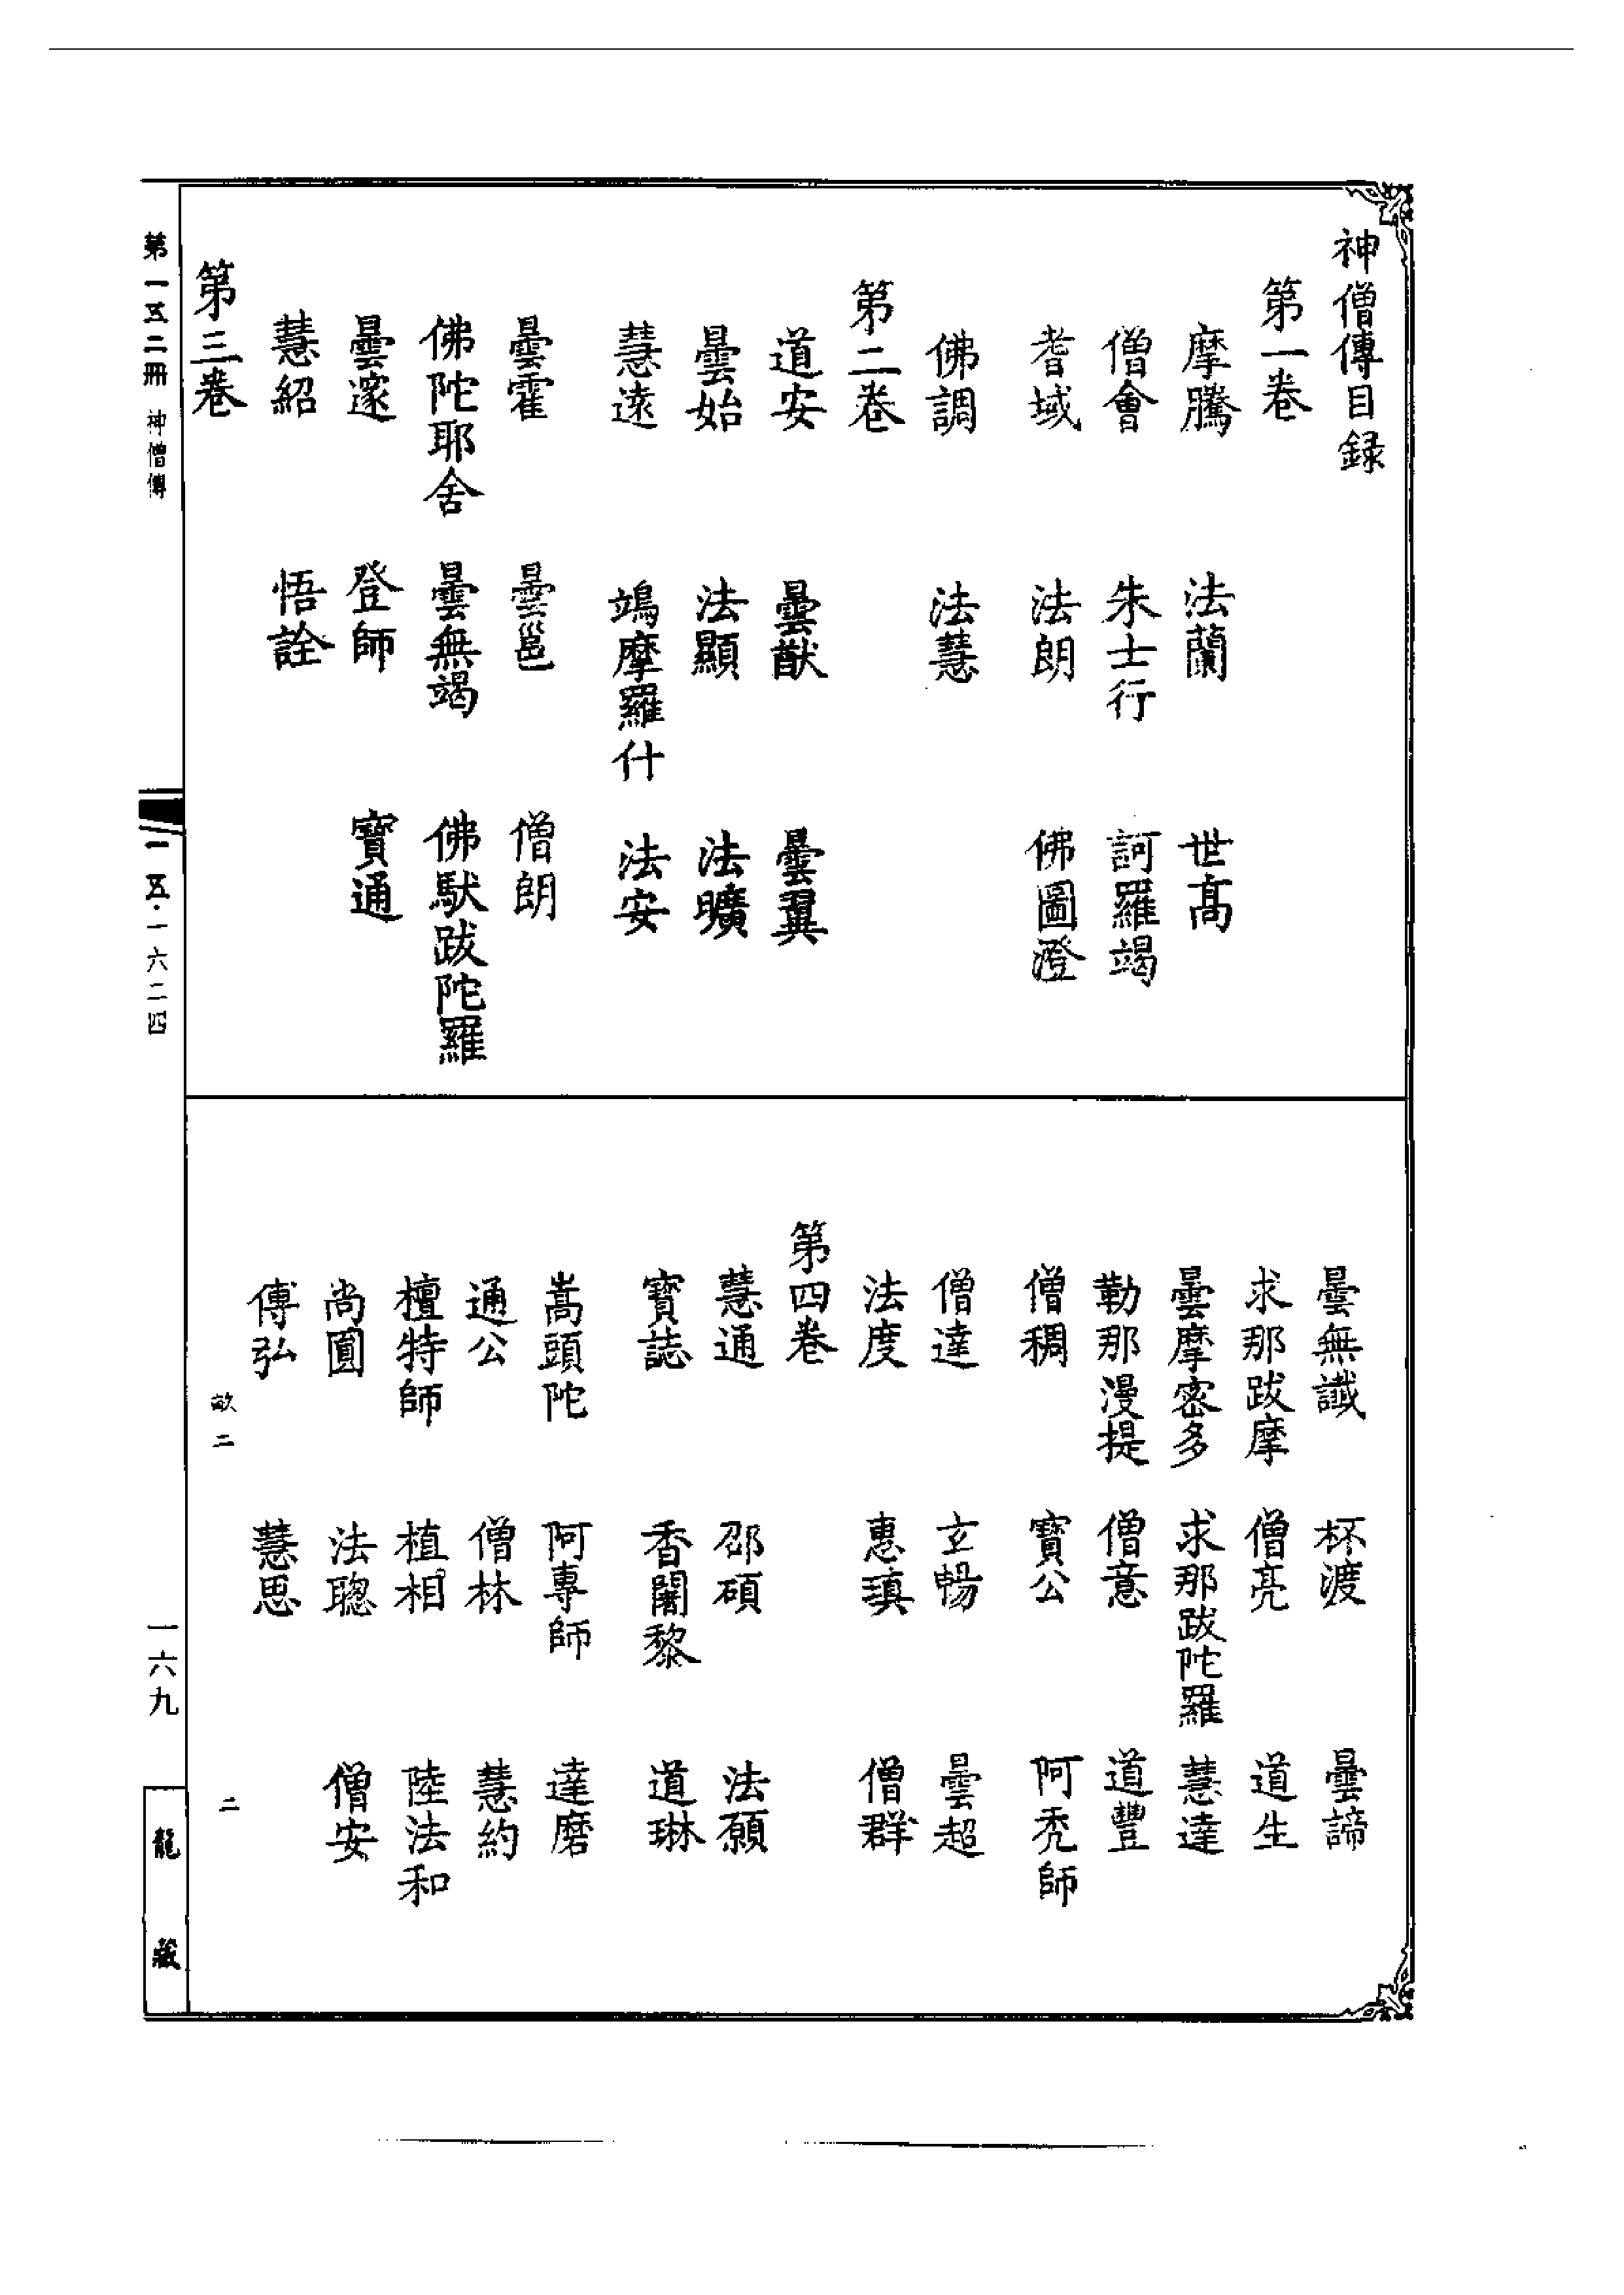 神僧傳目録
第一卷
摩騰 法蘭 世高
僧會 朱士行 訶羅竭
耆域 法朗 佛圖澄
佛調 法慧
第二卷
道安 曇猷 曇翼
曇始 法顯 法曠
慧遠 鳩摩羅什 法安
曇霍 曇邕 僧朗
佛陀耶舍 曇無竭 佛馱跋陀羅
曇邃 登師 寶通
慧紹 悟詮
第三卷
曇無讖 杯渡 曇諦
求那跋摩 僧亮 道生
曇摩密多 求那跋陀羅 慧達
勒那漫提 僧意 道豐
僧稠 寶公 阿禿師
僧達 玄暢 曇超
法度 惠瑱 僧群
第四卷
慧通 邵碩 法願
寶誌 香闍黎 道琳
嵩頭陀 阿專師 達磨
通公 僧林 慧約
檀特師 植相 陸法和
尚圓 法聰 僧安
傅弘 慧思
二
二
第一五二冊 神僧傳
一五·一六二四
一六九
龍藏